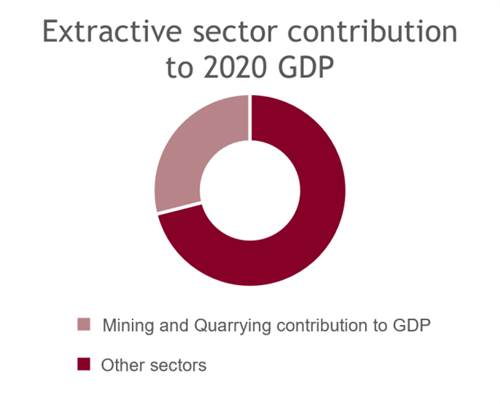 Extractive sector contribution
to 2020 GDP
Mining and Quarrying contribution to GDP
Other sectors